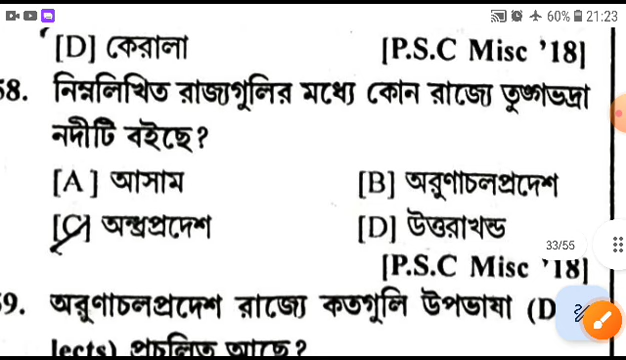 60% 21:23
[D] কেরালা [P.S.C Misc '18]
58. নিম্নলিখিত রাজ্যগুলির মধ্যে কোন রাজ্যে তুঙ্গভদ্রা
নদীটি বইছে?
[A] আসাম [B] অরুণাচলপ্রদেশ
[C] অন্ধ্রপ্রদেশ [D] উত্তরাখন্ড
33/55
[P.S.C Misc '18]
9. অরুণাচলপ্রদেশ রাজ্যে কতগুলি উপভাষা (D
lects) প্রচলিত আছে?